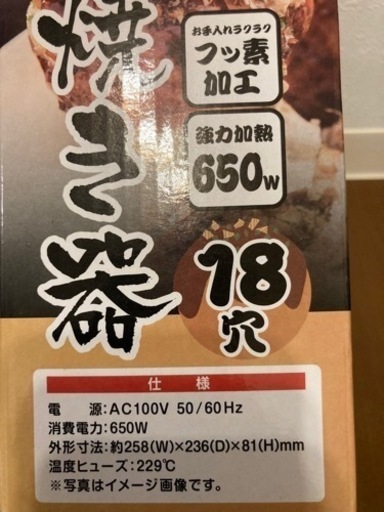 焼き器
お手入れラクラク
フッ素
加工
強力加熱
650W
18
穴
仕様
電 源:AC100V 50/60Hz
消費電力:650W
外形寸法:約258(W)×236(D)×81(H)mm
温度ヒューズ:229℃
※写真はイメージ画像です。